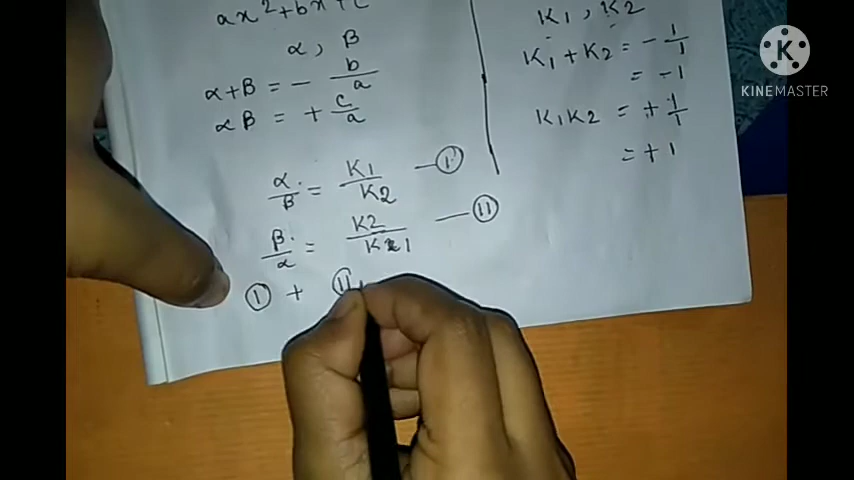 ax²+bx+c
α, β
α+β = - b/a
αβ = + c/a
K1, K2
K1+K2 = - 1/1
= -1
K1K2 = + 1/1
= +1
α/β = K1/K2 — (I)
β/α = K2/K1 — (II)
(I) + (II)
K
KINEMASTER